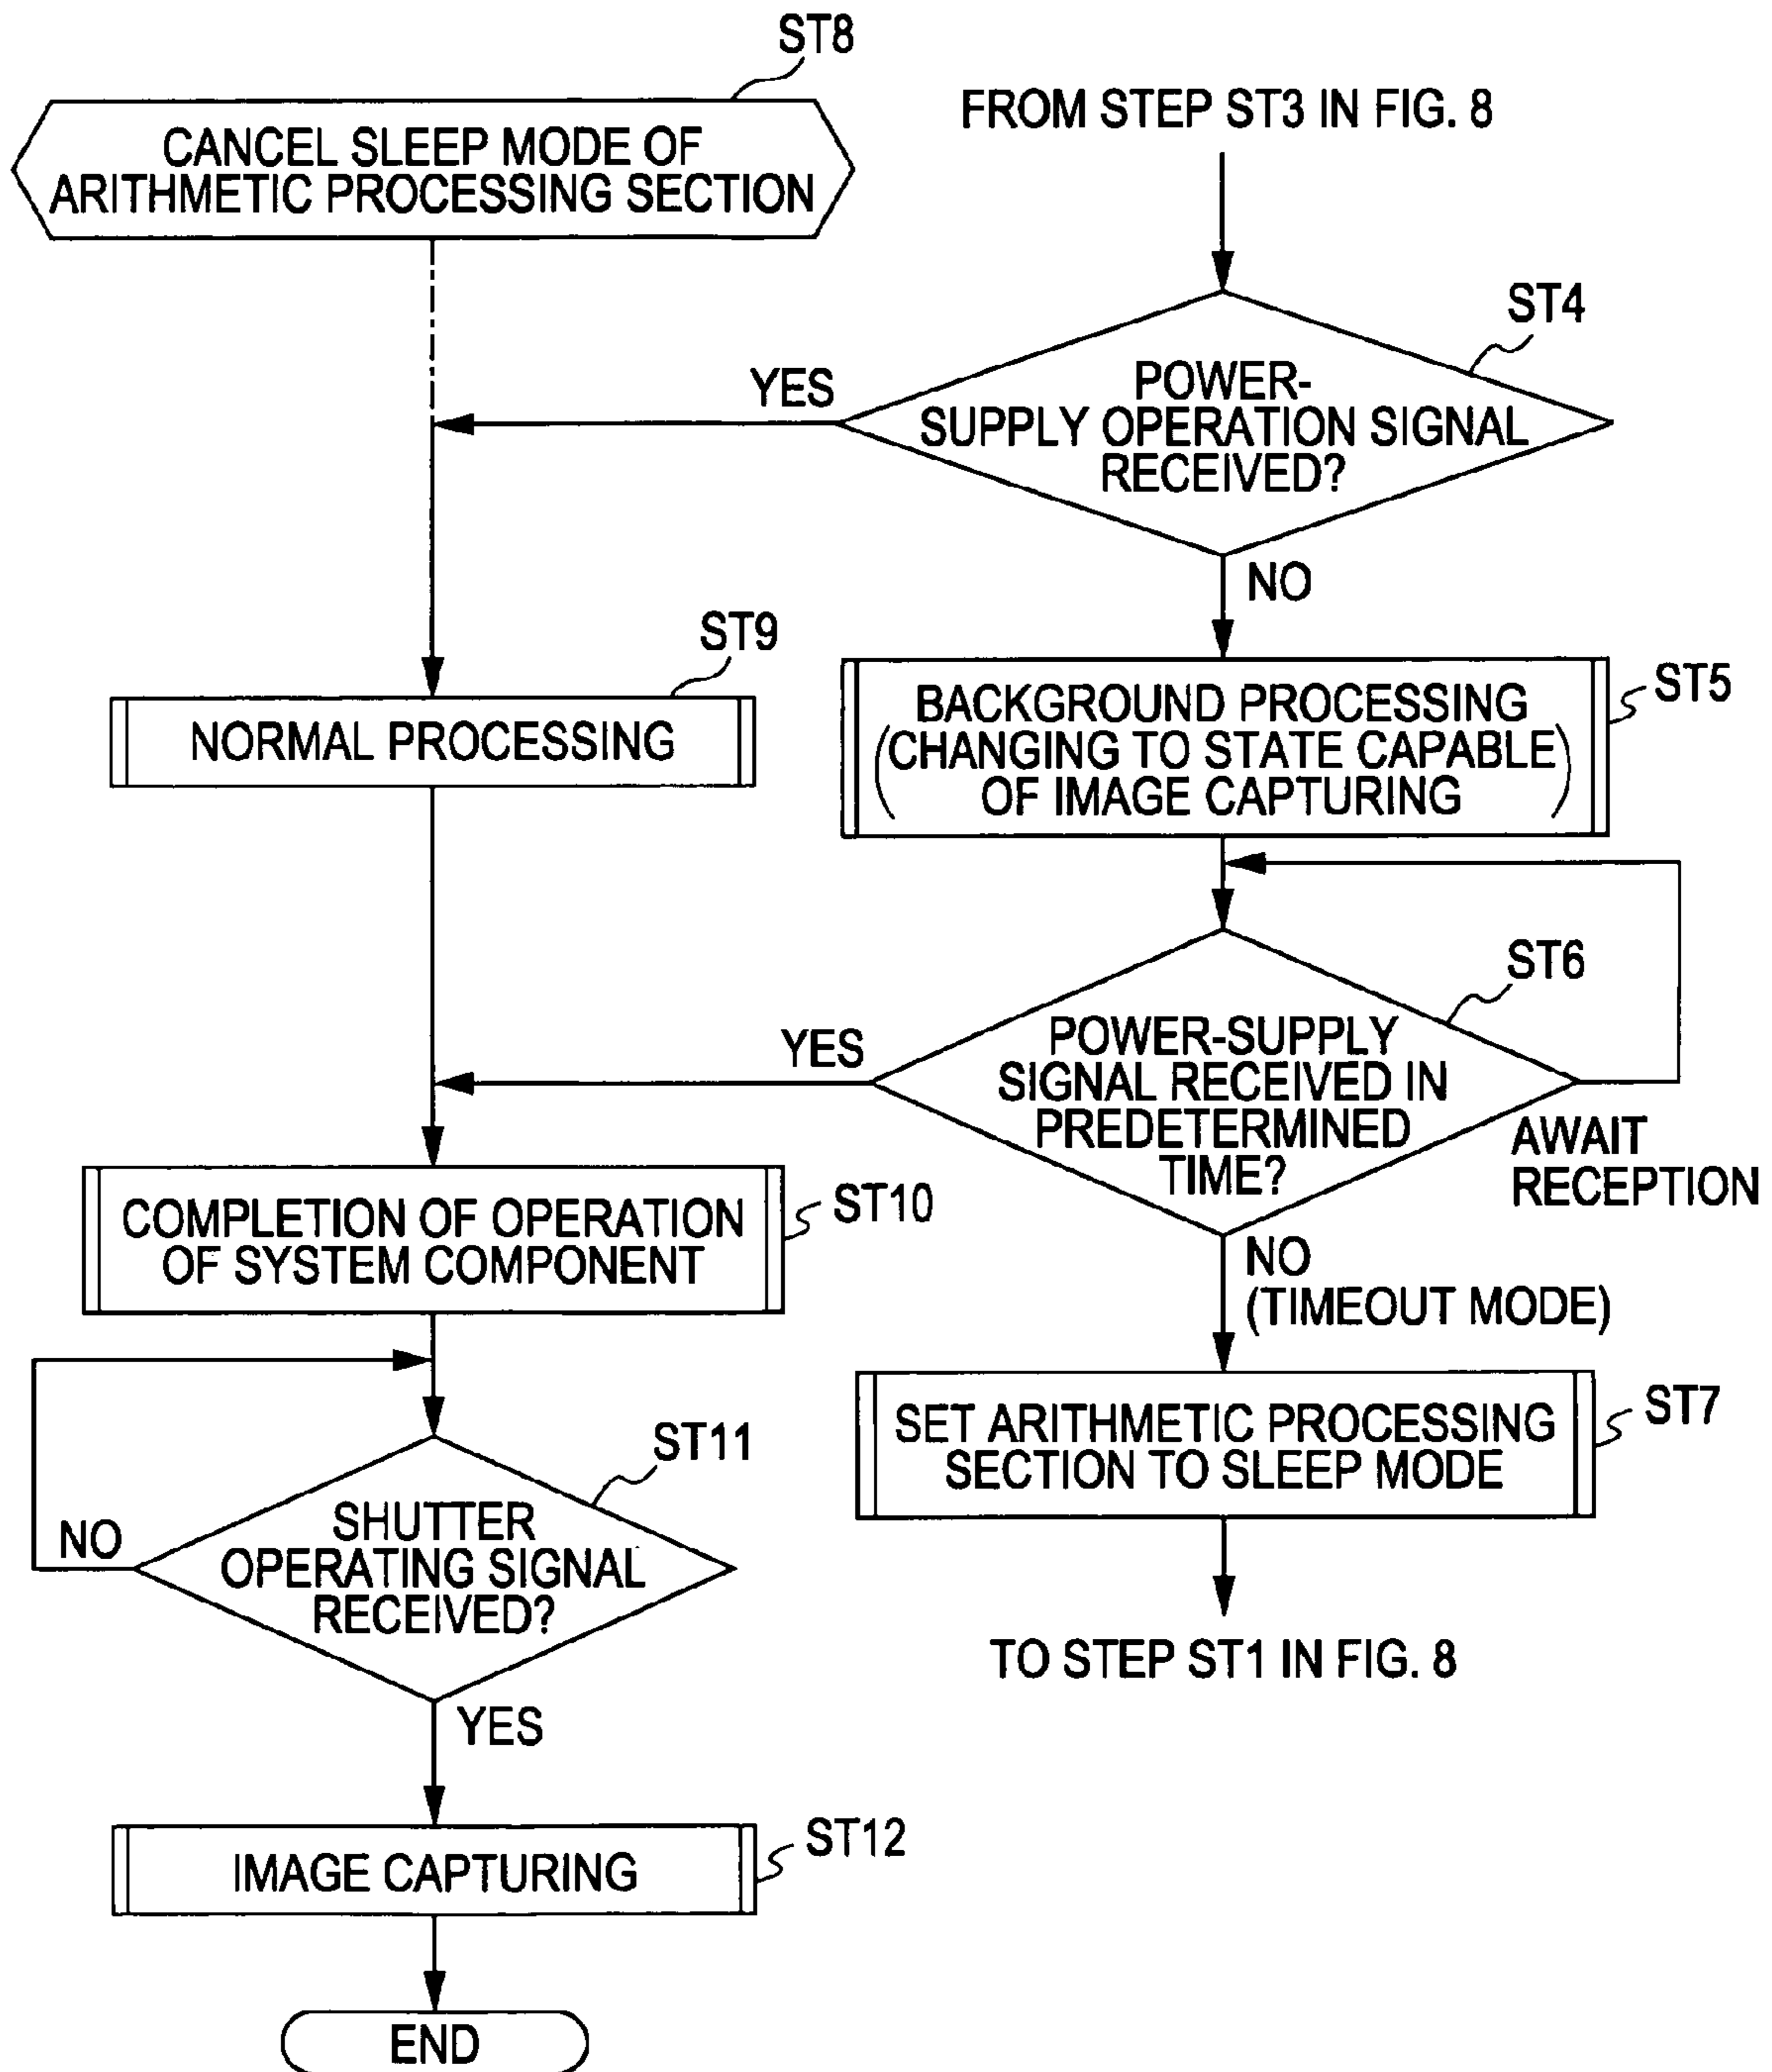 ST8
CANCEL SLEEP MODE OF
ARITHMETIC PROCESSING SECTION
FROM STEP ST3 IN FIG. 8
ST4
POWER-
SUPPLY OPERATION SIGNAL
RECEIVED?
YES
NO
ST9
NORMAL PROCESSING
ST5
BACKGROUND PROCESSING
(CHANGING TO STATE CAPABLE
OF IMAGE CAPTURING)
ST6
POWER-SUPPLY
SIGNAL RECEIVED IN
PREDETERMINED
TIME?
YES
AWAIT
RECEPTION
NO
(TIMEOUT MODE)
ST10
COMPLETION OF OPERATION
OF SYSTEM COMPONENT
ST7
SET ARITHMETIC PROCESSING
SECTION TO SLEEP MODE
TO STEP ST1 IN FIG. 8
ST11
SHUTTER
OPERATING SIGNAL
RECEIVED?
NO
YES
ST12
IMAGE CAPTURING
END